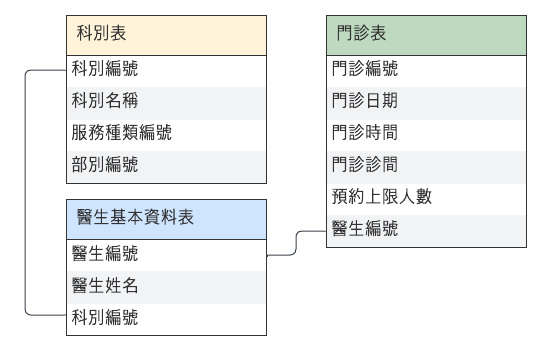 科別表
科別編號
科別名稱
服務種類編號
部別編號
醫生基本資料表
醫生編號
醫生姓名
科別編號
門診表
門診編號
門診日期
門診時間
門診診間
預約上限人數
醫生編號